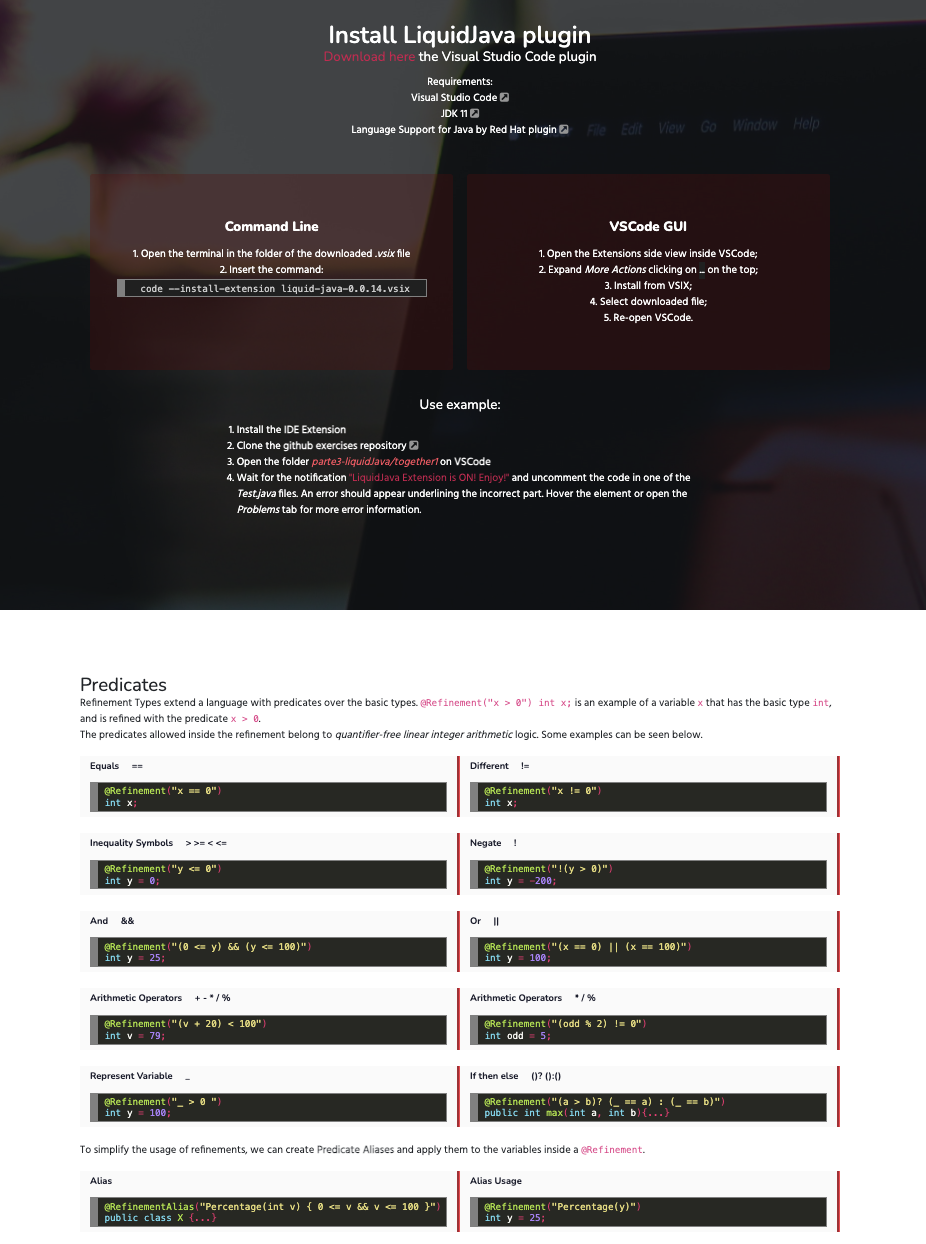 Install LiquidJava plugin
Download here the Visual Studio Code plugin
Requirements:
Visual Studio Code
JDK 11
Language Support for Java by Red Hat plugin
File Edit View Go Window Help
Command Line
1. Open the terminal in the folder of the downloaded .vsix file
2. Insert the command:
code --install-extension liquid-java-0.0.14.vsix
VSCode GUI
1. Open the Extensions side view inside VSCode;
2. Expand More Actions clicking on … on the top;
3. Install from VSIX;
4. Select downloaded file;
5. Re-open VSCode.
Use example:
1. Install the IDE Extension
2. Clone the github exercises repository
3. Open the folder parte3-liquidJava/together1 on VSCode
4. Wait for the notification "LiquidJava Extension is ON! Enjoy!" and uncomment the code in one of the
Test.java files. An error should appear underlining the incorrect part. Hover the element or open the
Problems tab for more error information.
Predicates
Refinement Types extend a language with predicates over the basic types. @Refinement("x > 0") int x; is an example of a variable x that has the basic type int,
and is refined with the predicate x > 0.
The predicates allowed inside the refinement belong to quantifier-free linear integer arithmetic logic. Some examples can be seen below.
Equals ==
@Refinement("x == 0")
int x;
Different !=
@Refinement("x != 0")
int x;
Inequality Symbols > >= < <=
@Refinement("y <= 0")
int y = 0;
Negate !
@Refinement("!(y > 0)")
int y = -200;
And &&
@Refinement("(0 <= y) && (y <= 100)")
int y = 25;
Or ||
@Refinement("(x == 0) || (x == 100)")
int y = 100;
Arithmetic Operators + - * / %
@Refinement("(v + 20) < 100")
int v = 79;
Arithmetic Operators * / %
@Refinement("(odd % 2) != 0")
int odd = 5;
Represent Variable _
@Refinement("_ > 0 ")
int y = 100;
If then else ()? ():()
@Refinement("(a > b)? (_ == a) : (_ == b)")
public int max(int a, int b){...}
To simplify the usage of refinements, we can create Predicate Aliases and apply them to the variables inside a @Refinement.
Alias
@RefinementAlias("Percentage(int v) { 0 <= v && v <= 100 }")
public class X {...}
Alias Usage
@Refinement("Percentage(y)")
int y = 25;